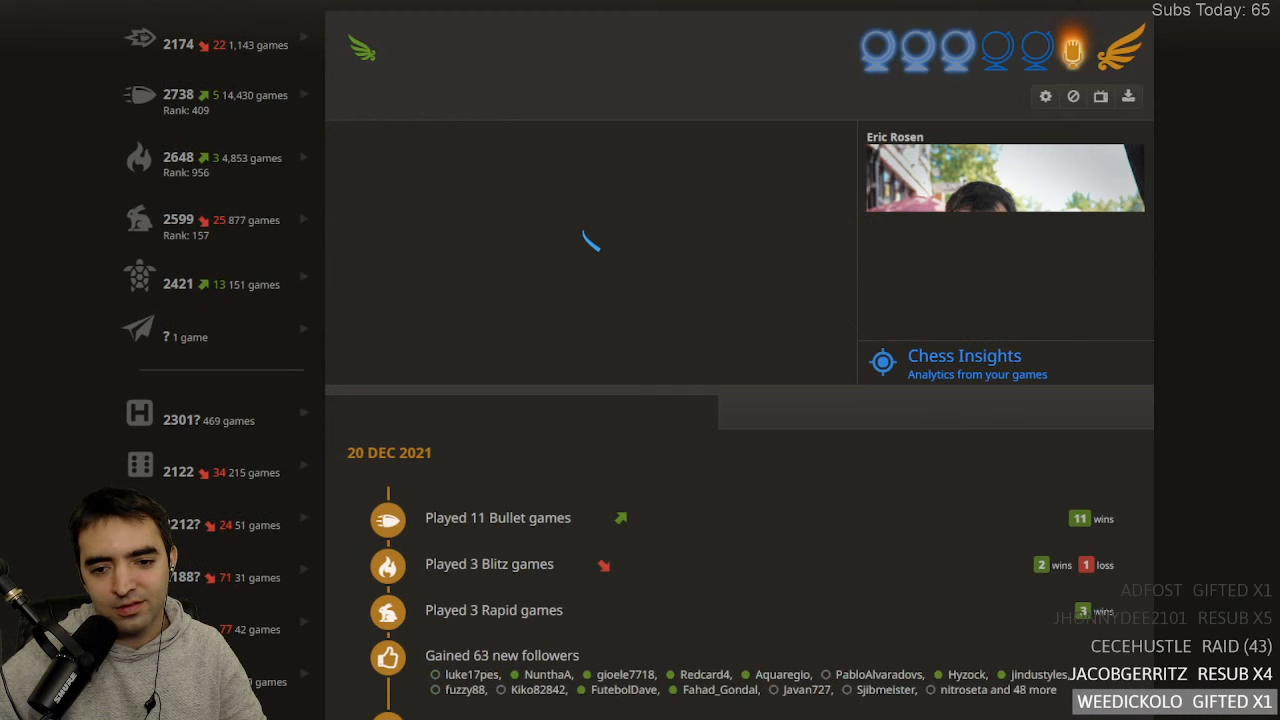 Subs Today: 65
2174 22 1,143 games
2738 5 14,430 games
Rank: 409
2648 3 4,853 games
Rank: 956
2599 25 877 games
Rank: 157
2421 13 151 games
? 1 game
2301? 469 games
2122 34 215 games
212? 24 51 games
188? 71 31 games
77 42 games
games
Eric Rosen
Chess Insights
Analytics from your games
20 DEC 2021
Played 11 Bullet games
11 wins
Played 3 Blitz games
2 wins 1 loss
Played 3 Rapid games
3 wins
Gained 63 new followers
luke17pes, NunthaA, gioele7718, Redcard4, Aquaregio, PabloAlvarados, Hyzock, jindustyles,
fuzzy88, Kiko82842, FutebolDave, Fahad_Gondal, Javan727, Sjibmeister, nitroseta and 48 more
ADFOST GIFTED X1
JHONNYDEE2101 RESUB X5
CECEHUSTLE RAID (43)
JACOBGERRITZ RESUB X4
WEEDICKOLO GIFTED X1
SHURE